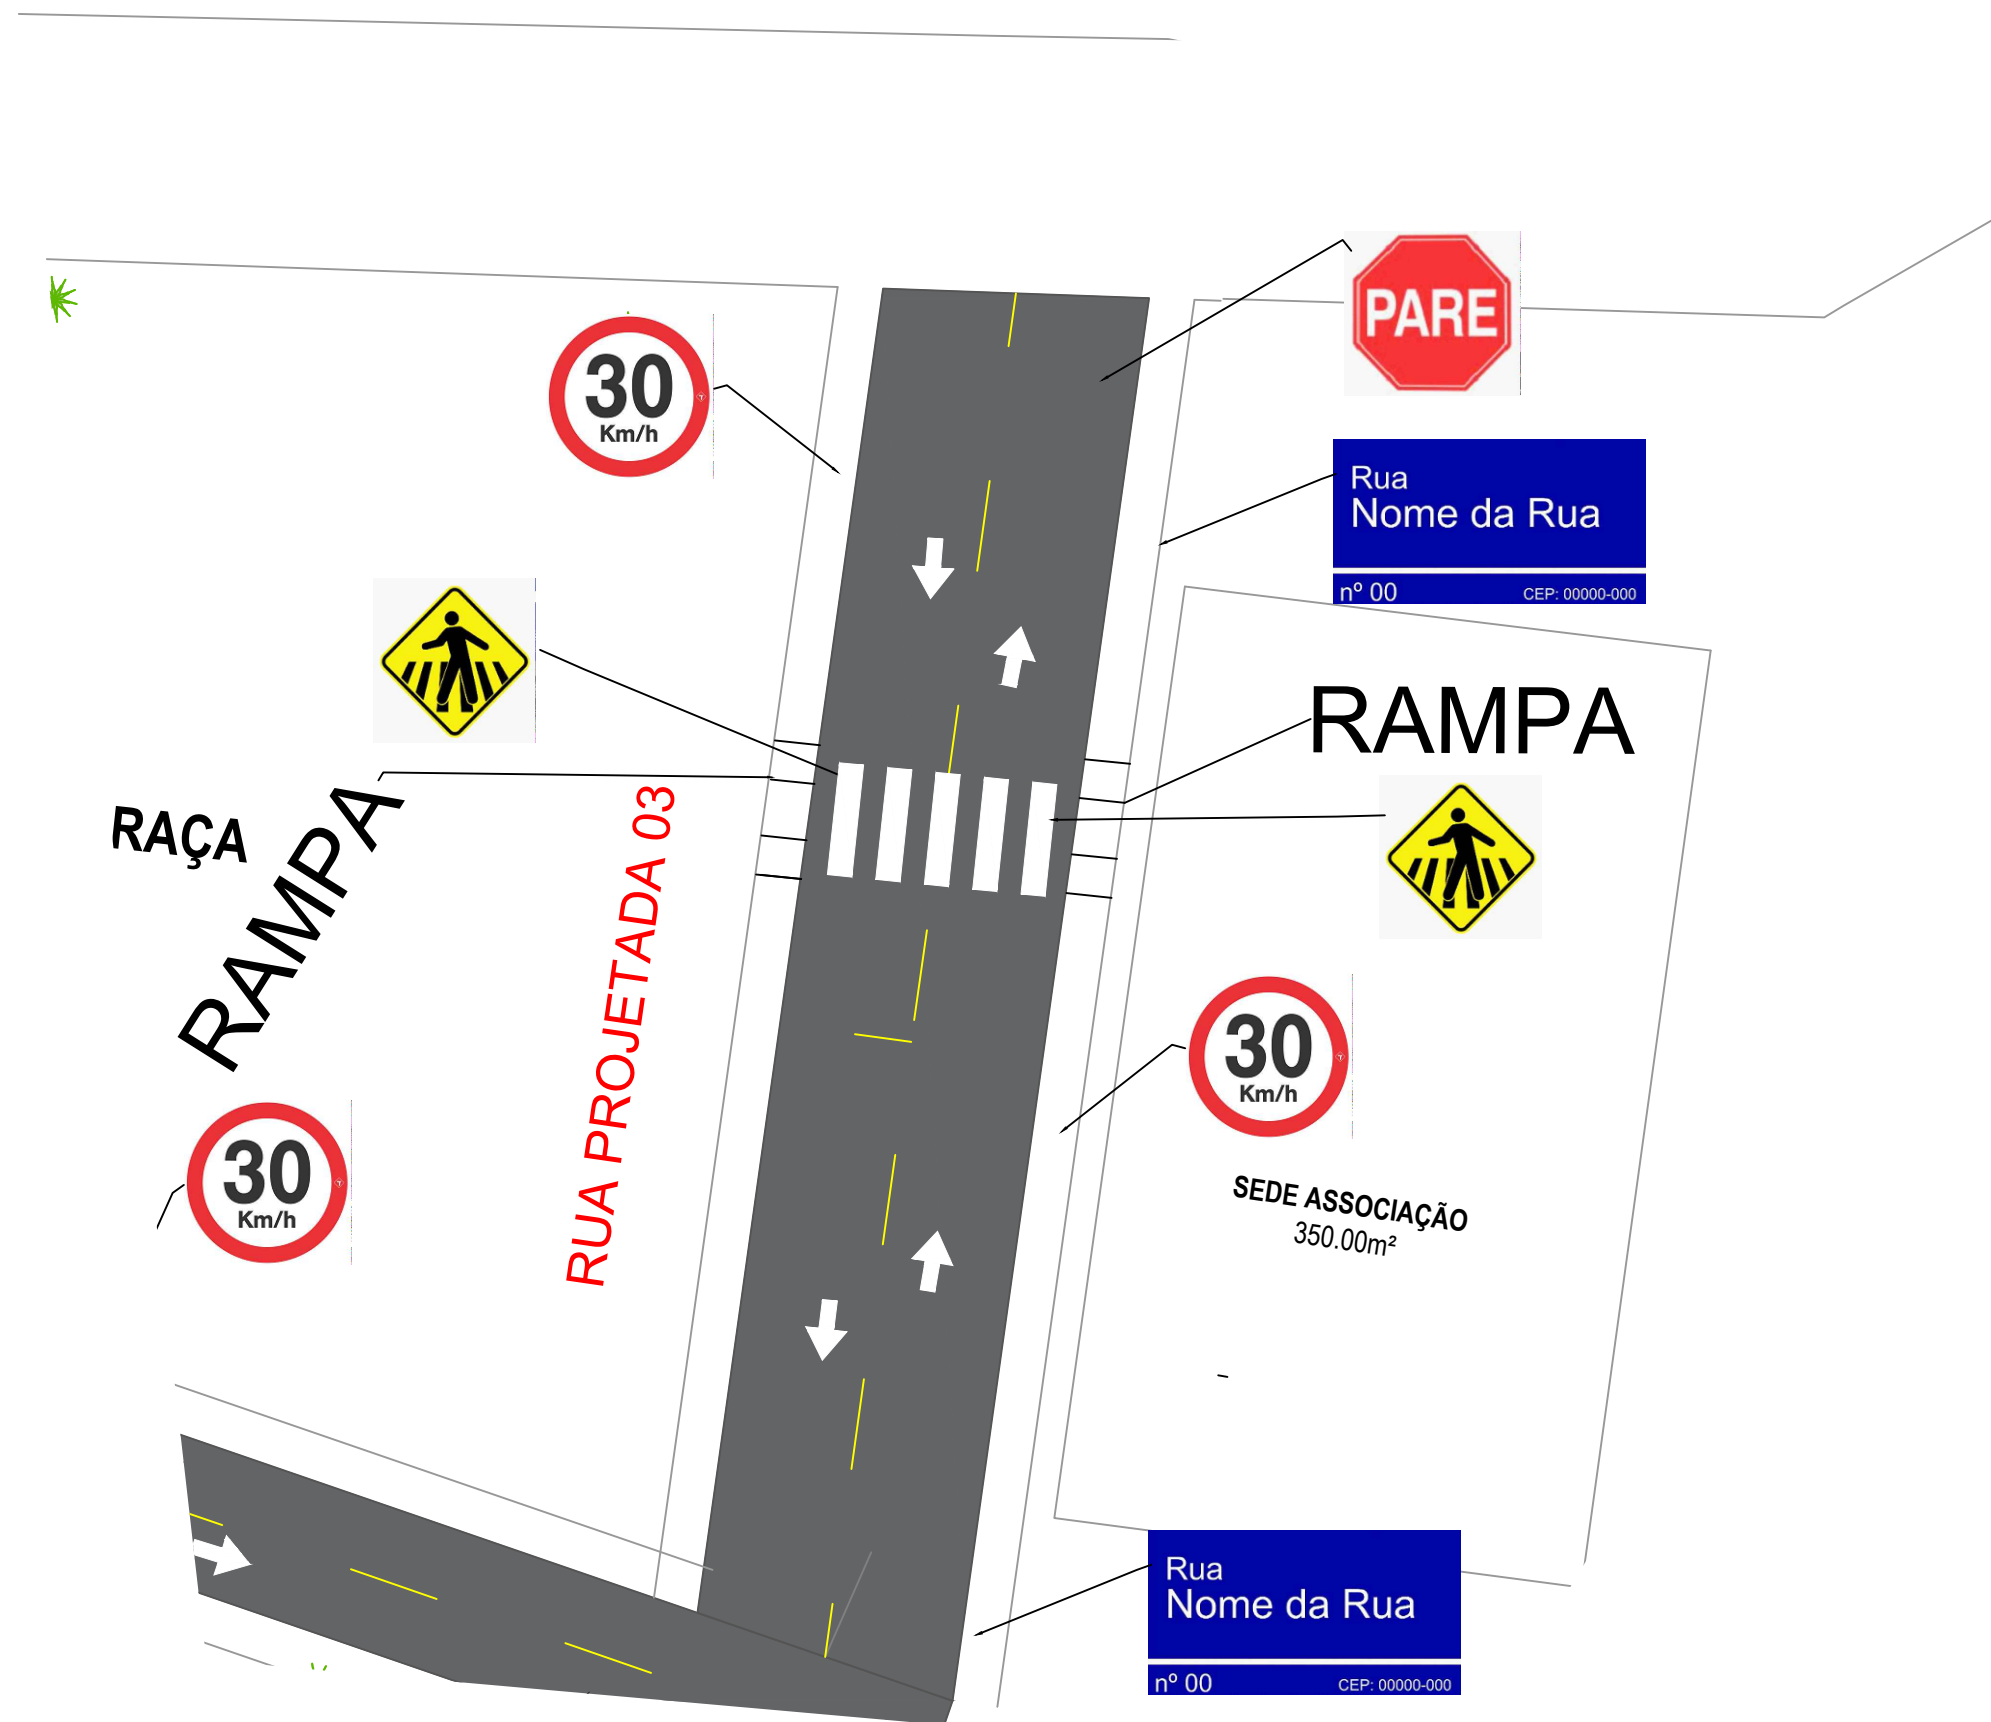 PARE
30
Km/h
Rua
Nome da Rua
nº 00
CEP: 00000-000
RAMPA
RAÇA
RAMPA
RUA PROJETADA 03
30
Km/h
30
Km/h
SEDE ASSOCIAÇÃO
350.00m²
Rua
Nome da Rua
nº 00
CEP: 00000-000